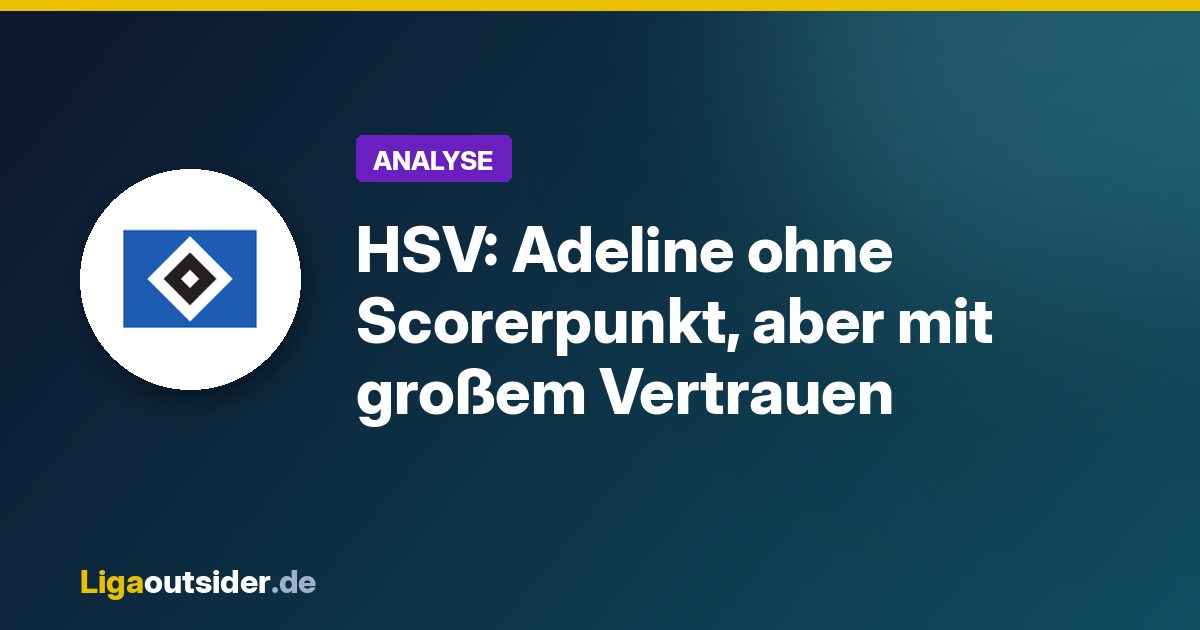 ANALYSE
HSV: Adeline ohne
Scorerpunkt, aber mit
großem Vertrauen
Ligaoutsider.de